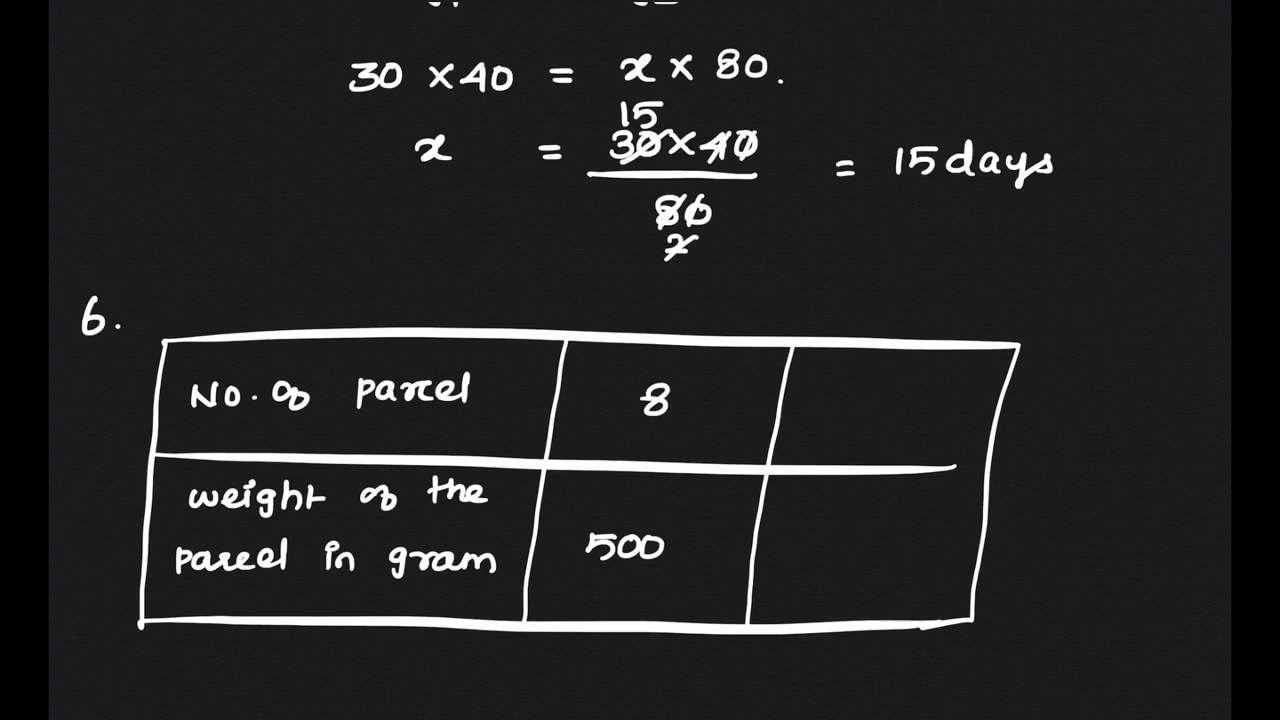 30 × 40 = x × 80.
15
x = 30 × 40 = 15 days
80
2
6.
No. of parcel 8
weight of the
parcel in gram 500